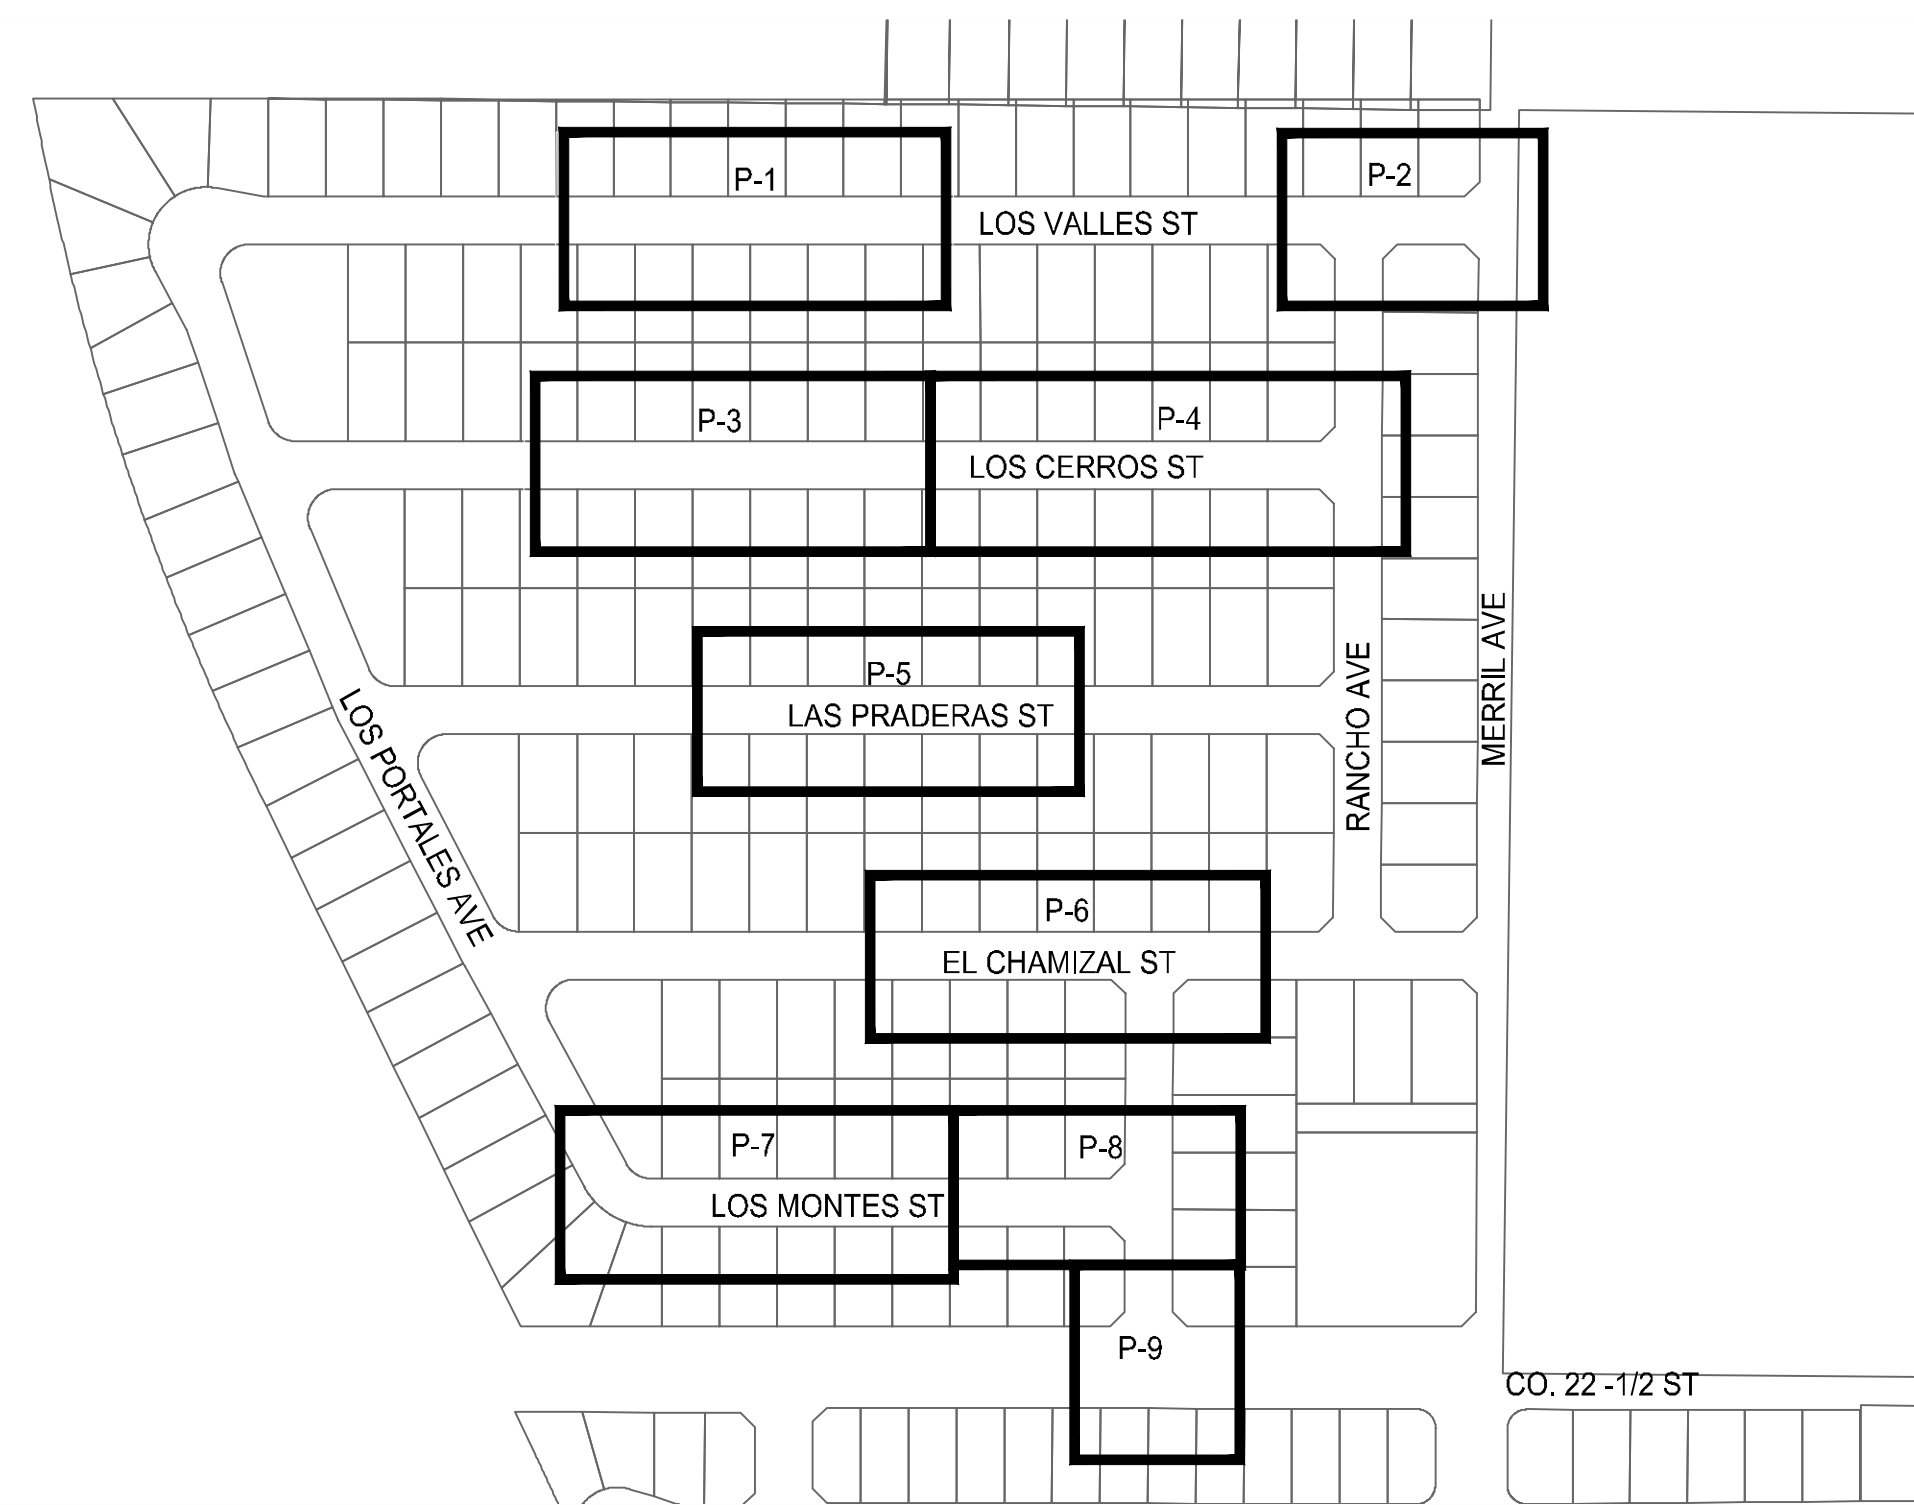 P-1
P-2
LOS VALLES ST
P-3
P-4
LOS CERROS ST
P-5
LAS PRADERAS ST
LOS PORTALES AVE
RANCHO AVE
MERRIL AVE
P-6
EL CHAMIZAL ST
P-7
P-8
LOS MONTES ST
P-9
CO. 22 -1/2 ST